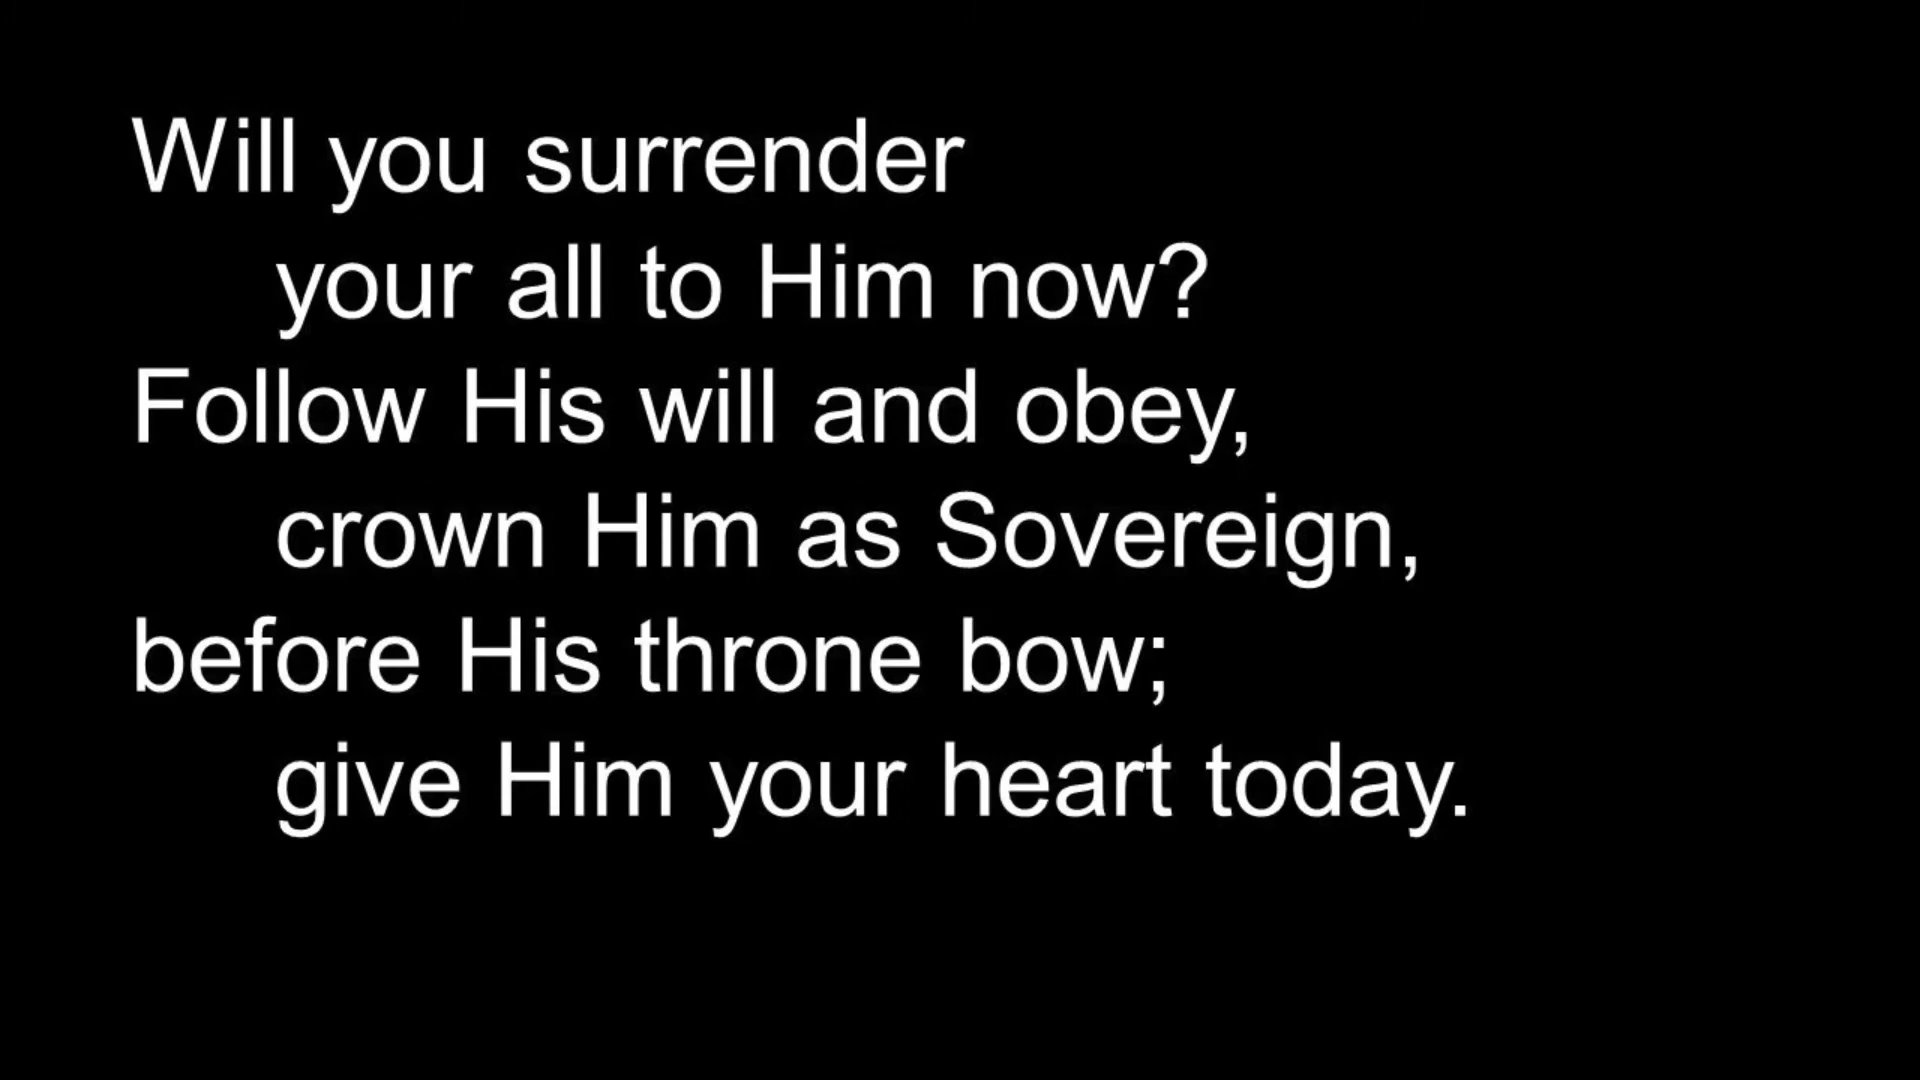 Will you surrender
your all to Him now?
Follow His will and obey,
crown Him as Sovereign,
before His throne bow;
give Him your heart today.